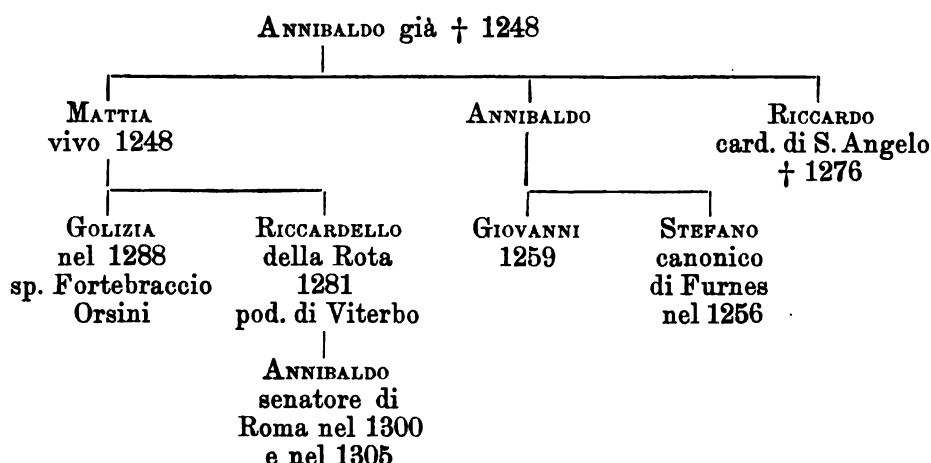 Annibaldo già † 1248
Mattia
vivo 1248
Annibaldo
Riccardo
card. di S. Angelo
† 1276
Golizia
nel 1288
sp. Fortebraccio
Orsini
Riccardello
della Rota
1281
pod. di Viterbo
Giovanni
1259
Stefano
canonico
di Furnes
nel 1256
Annibaldo
senatore di
Roma nel 1300
e nel 1305